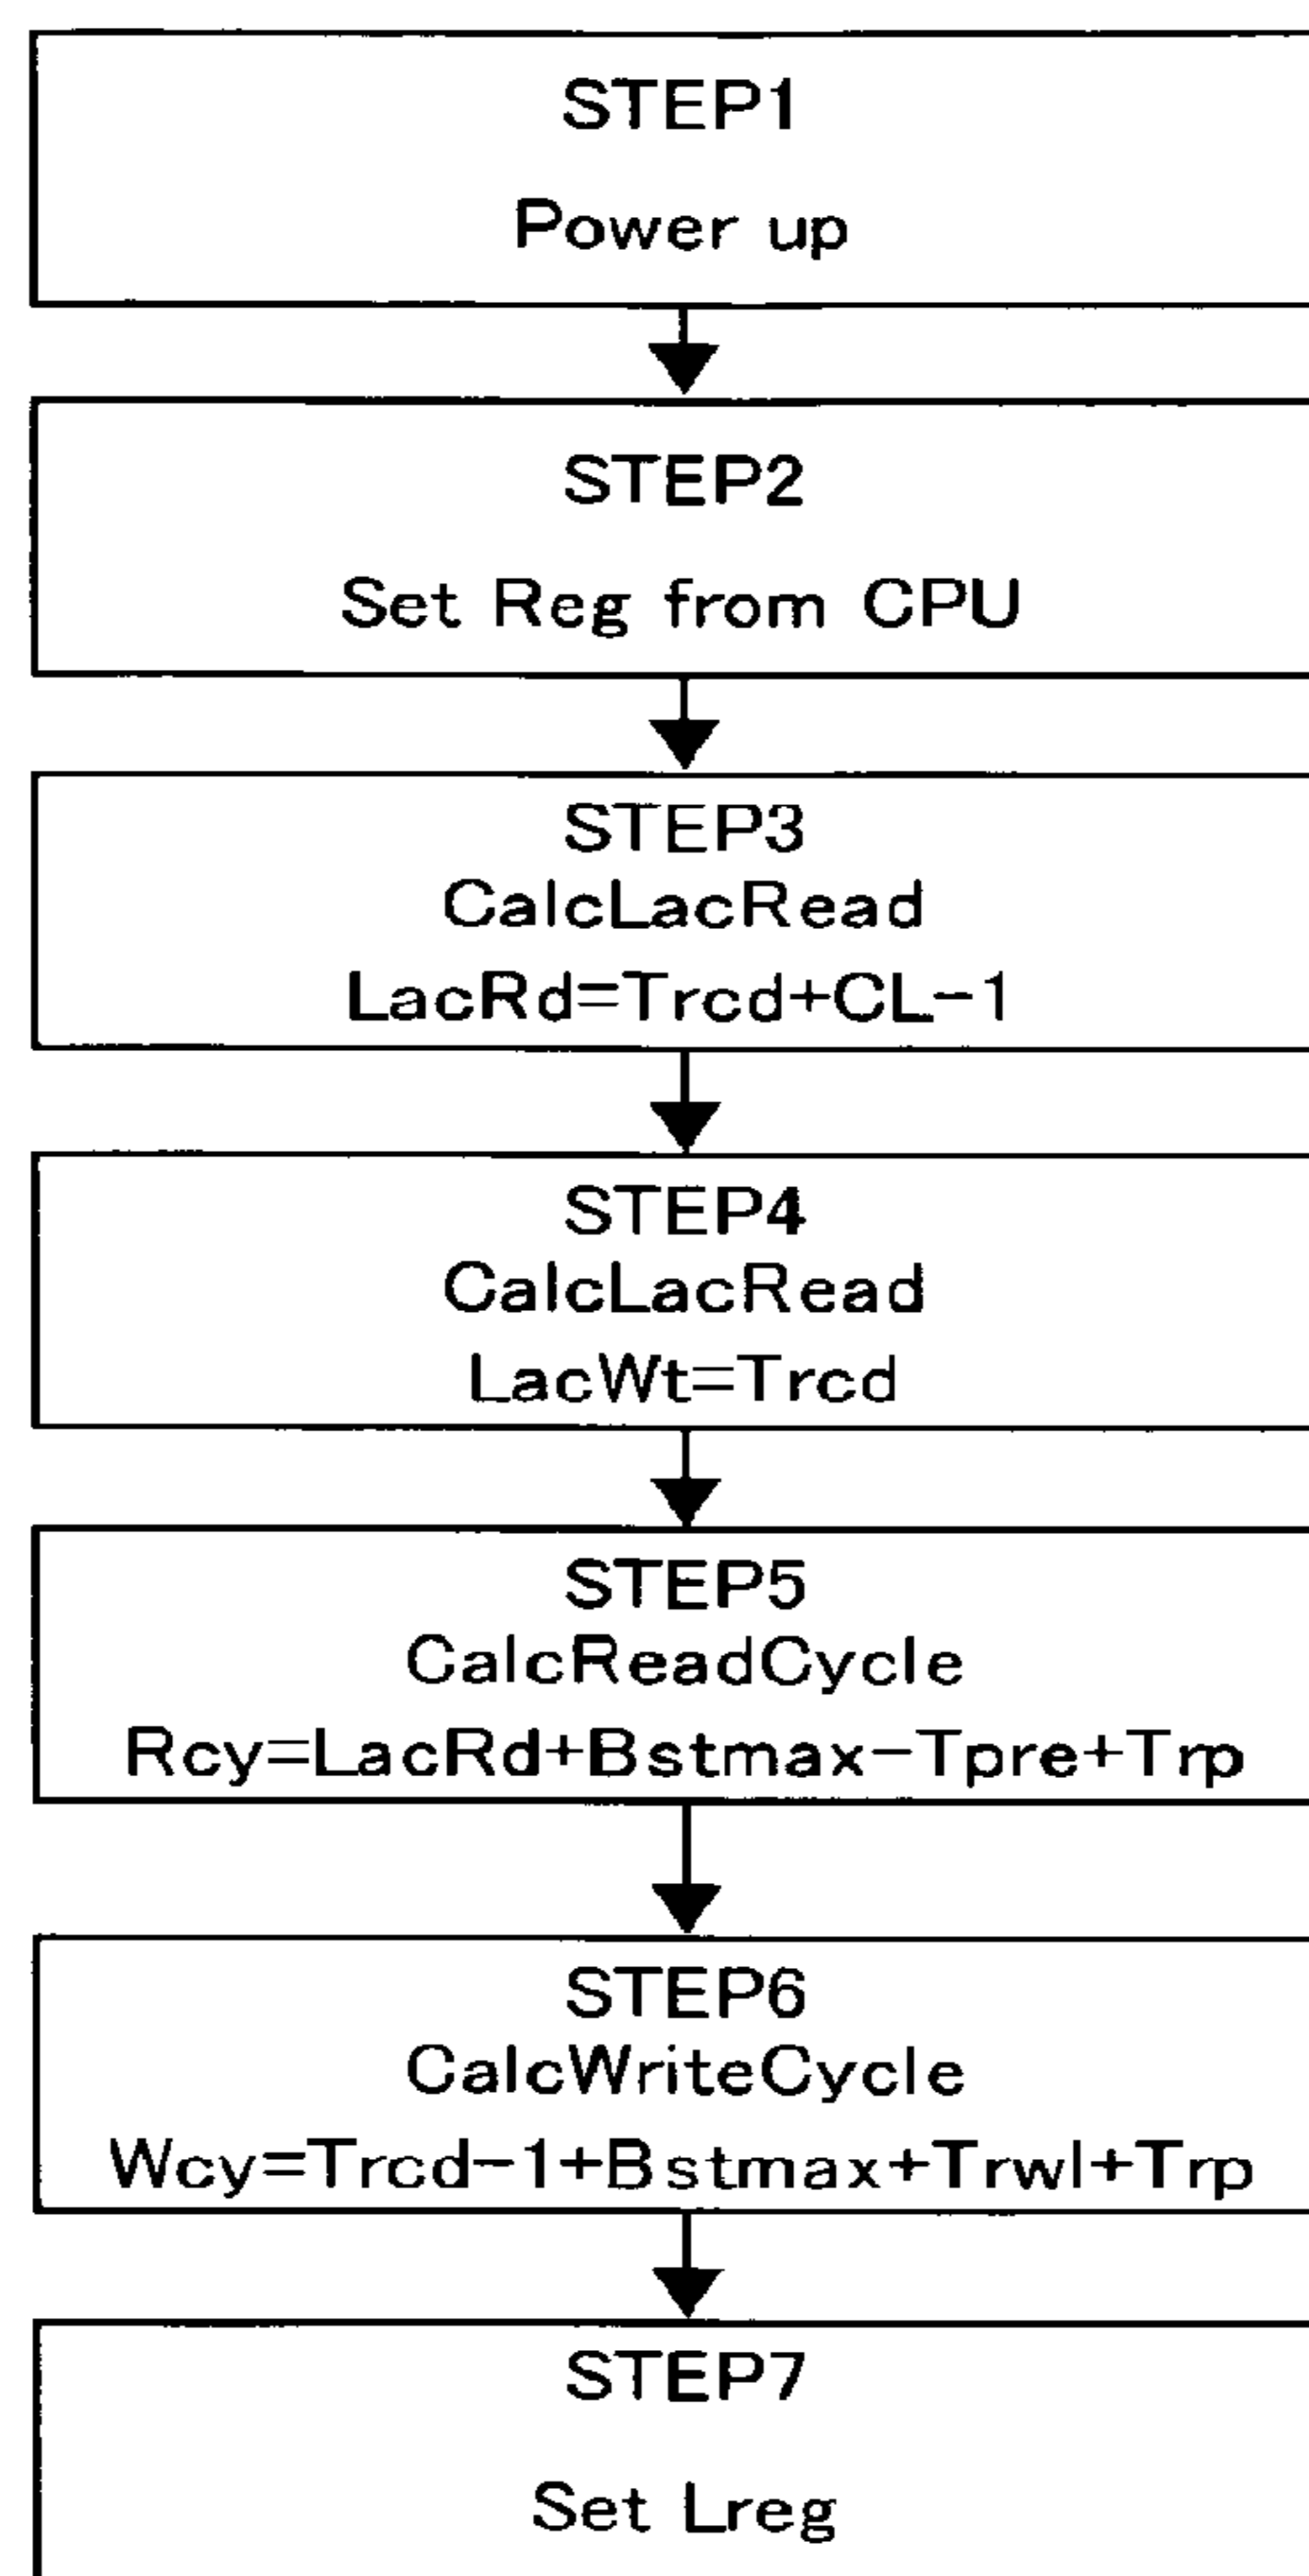 STEP1
Power up
STEP2
Set Reg from CPU
STEP3
CalcLacRead
LacRd=Trcd+CL-1
STEP4
CalcLacRead
LacWt=Trcd
STEP5
CalcReadCycle
Rcy=LacRd+Bstmax-Tpre+Trp
STEP6
CalcWriteCycle
Wcy=Trcd-1+Bstmax+Trwl+Trp
STEP7
Set Lreg